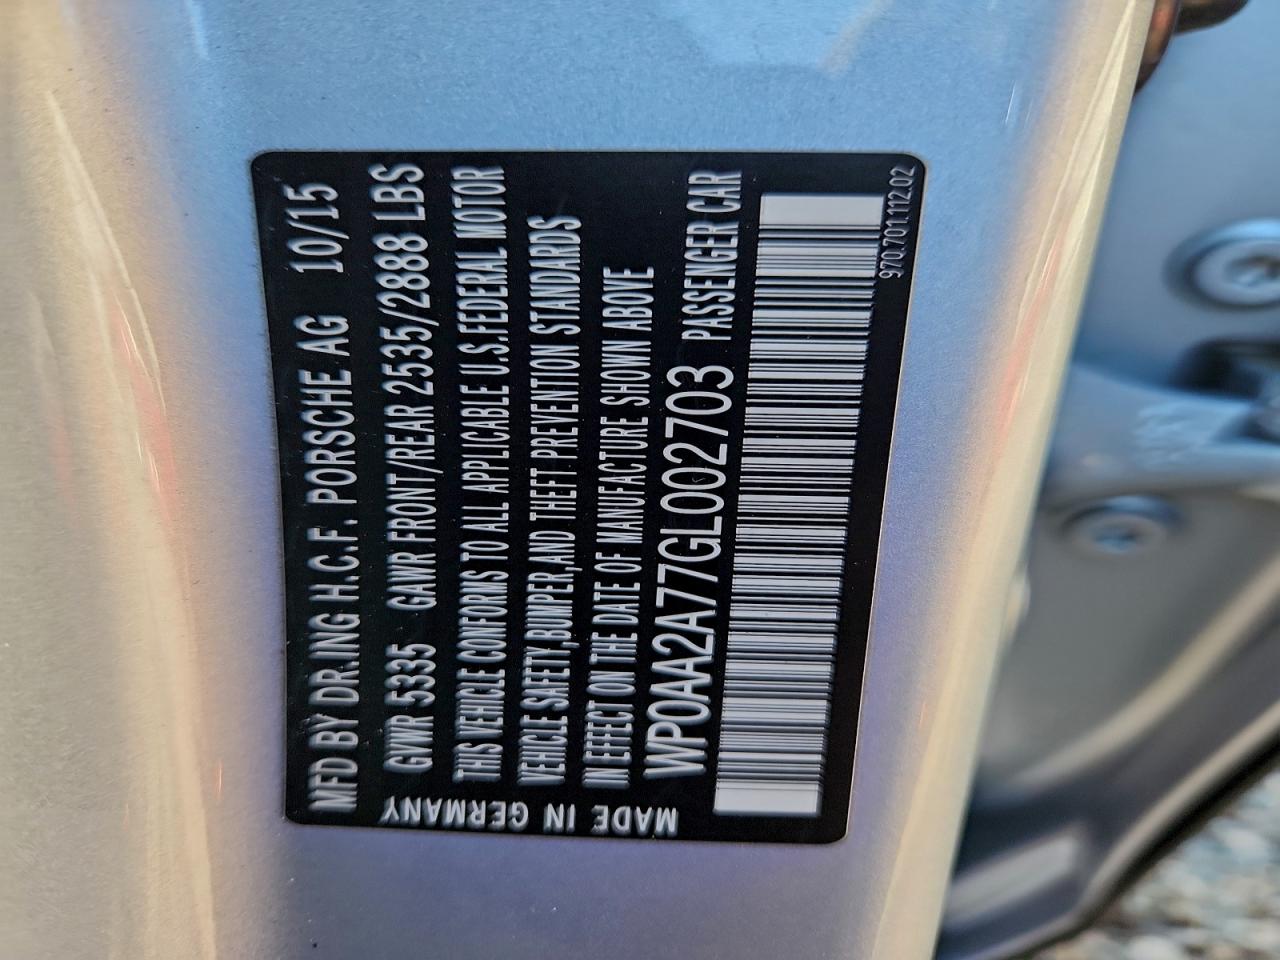 MFD BY DR.ING H.C.F. PORSCHE AG 10/15
GVWR 5335 GAWR FRONT/REAR 2535/2888 LBS
THIS VEHICLE CONFORMS TO ALL APPLICABLE U.S.FEDERAL MOTOR
VEHICLE SAFETY,BUMPER,AND THEFT PREVENTION STANDARDS
IN EFFECT ON THE DATE OF MANUFACTURE SHOWN ABOVE
WP0AA2A77GL002703 PASSENGER CAR
970.701.112.02
MADE IN GERMANY